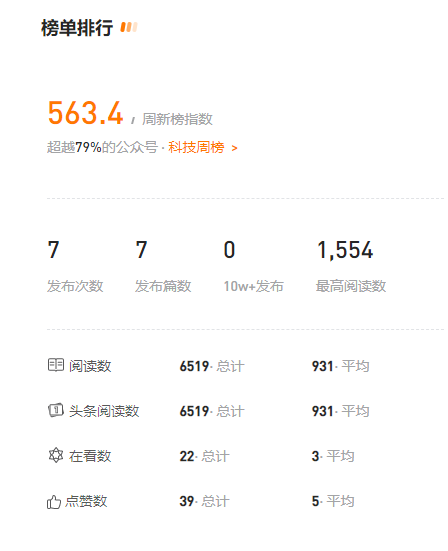 榜单排行
563.4 / 周新榜指数
超越79%的公众号 · 科技周榜 >
7 7 0 1,554
发布次数 发布篇数 10w+发布 最高阅读数
阅读数 6519· 总计 931· 平均
头条阅读数 6519· 总计 931· 平均
在看数 22· 总计 3· 平均
点赞数 39· 总计 5· 平均